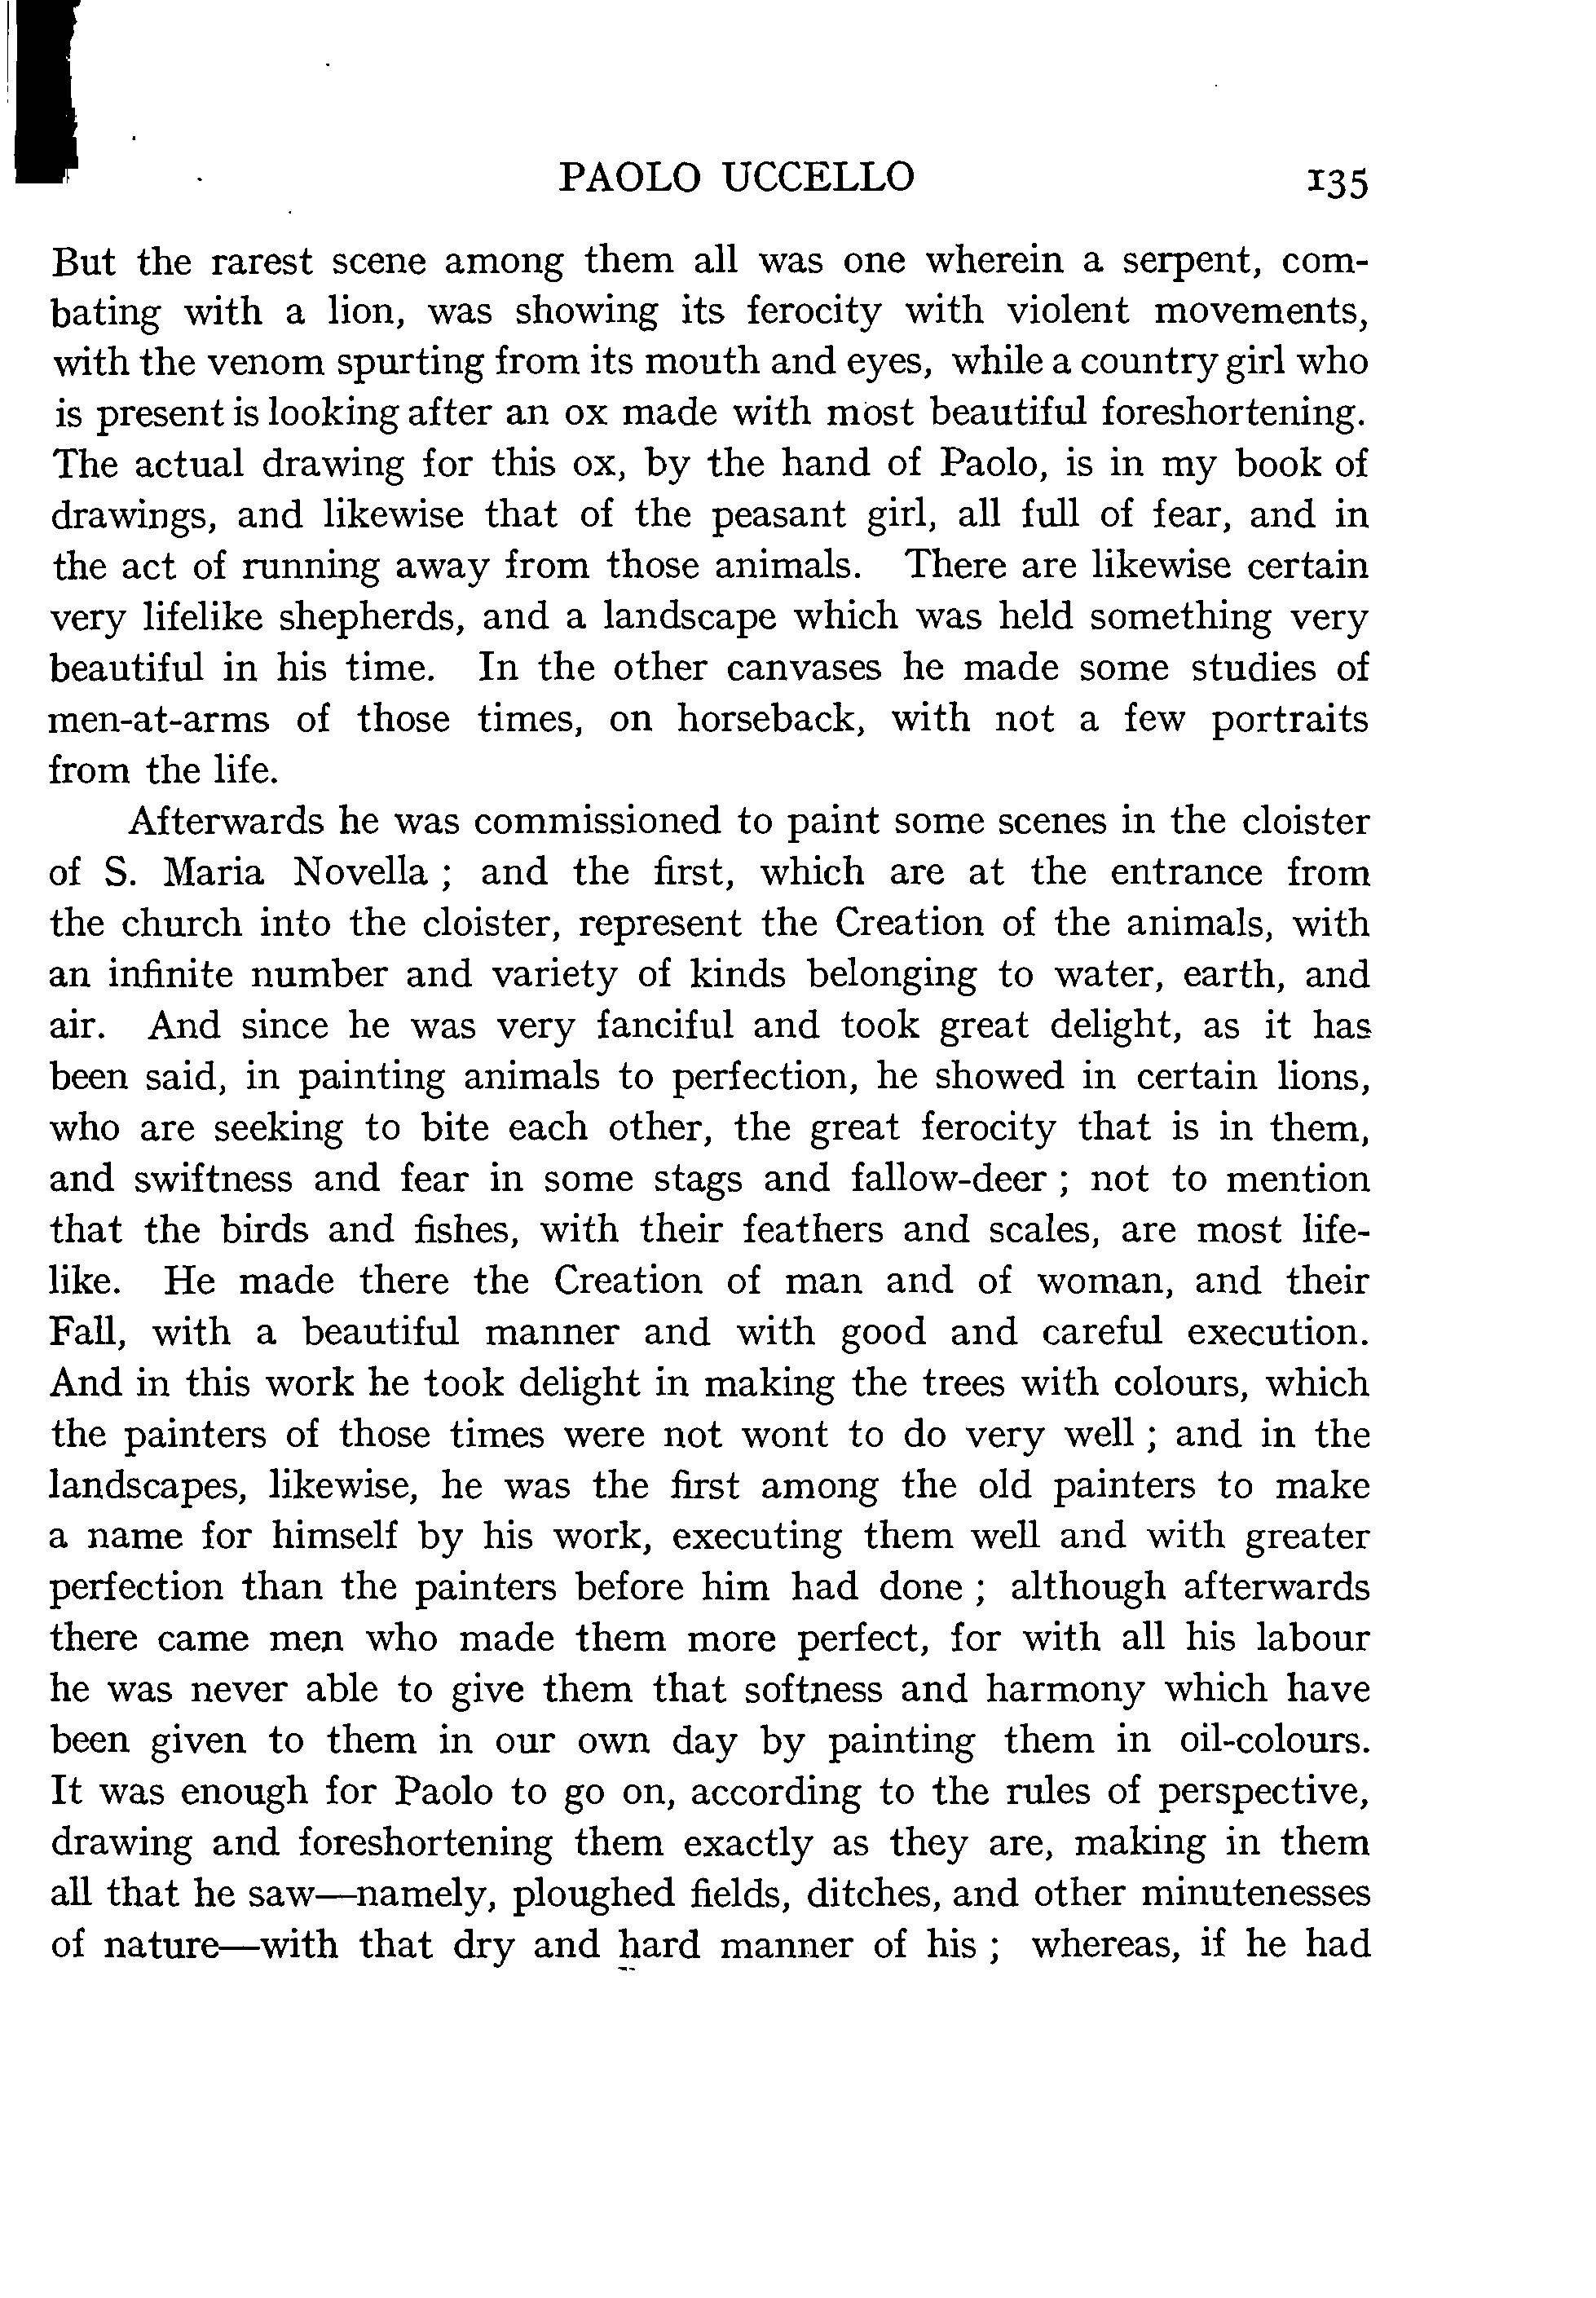 PAOLO UCCELLO 135
But the rarest scene among them all was one wherein a serpent, com-
bating with a lion, was showing its ferocity with violent movements,
with the venom spurting from its mouth and eyes, while a country girl who
is present is looking after an ox made with most beautiful foreshortening.
The actual drawing for this ox, by the hand of Paolo, is in my book of
drawings, and likewise that of the peasant girl, all full of fear, and in
the act of running away from those animals. There are likewise certain
very lifelike shepherds, and a landscape which was held something very
beautiful in his time. In the other canvases he made some studies of
men-at-arms of those times, on horseback, with not a few portraits
from the life.
Afterwards he was commissioned to paint some scenes in the cloister
of S. Maria Novella ; and the first, which are at the entrance from
the church into the cloister, represent the Creation of the animals, with
an infinite number and variety of kinds belonging to water, earth, and
air. And since he was very fanciful and took great delight, as it has
been said, in painting animals to perfection, he showed in certain lions,
who are seeking to bite each other, the great ferocity that is in them,
and swiftness and fear in some stags and fallow-deer ; not to mention
that the birds and fishes, with their feathers and scales, are most life-
like. He made there the Creation of man and of woman, and their
Fall, with a beautiful manner and with good and careful execution.
And in this work he took delight in making the trees with colours, which
the painters of those times were not wont to do very well ; and in the
landscapes, likewise, he was the first among the old painters to make
a name for himself by his work, executing them well and with greater
perfection than the painters before him had done ; although afterwards
there came men who made them more perfect, for with all his labour
he was never able to give them that softness and harmony which have
been given to them in our own day by painting them in oil-colours.
It was enough for Paolo to go on, according to the rules of perspective,
drawing and foreshortening them exactly as they are, making in them
all that he saw—namely, ploughed fields, ditches, and other minutenesses
of nature—with that dry and hard manner of his ; whereas, if he had